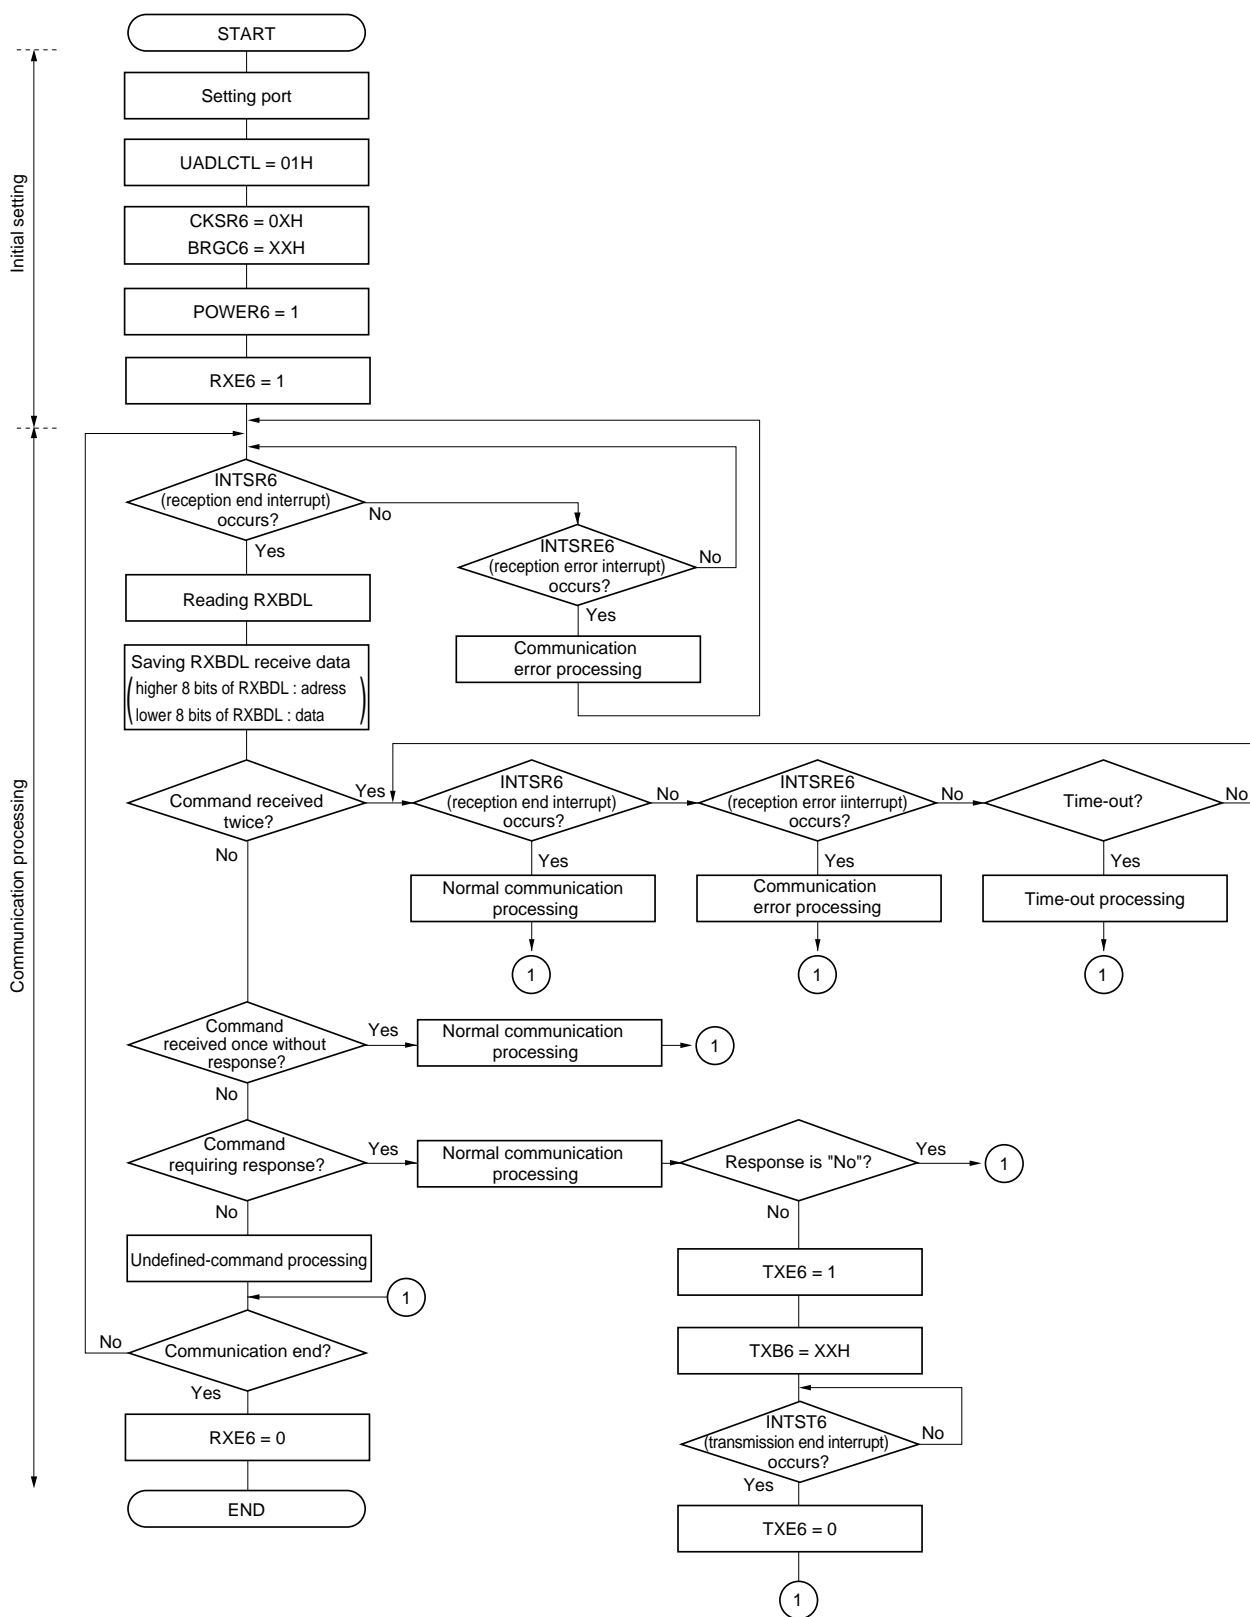 START
Setting port
UADLCTL = 01H
CKSR6 = 0XH
BRGC6 = XXH
POWER6 = 1
RXE6 = 1
Initial setting
INTSR6
(reception end interrupt)
occurs?
No
Yes
INTSRE6
(reception error interrupt)
occurs?
No
Yes
Communication
error processing
Reading RXBDL
Saving RXBDL receive data
(higher 8 bits of RXBDL : adress
lower 8 bits of RXBDL : data)
Communication processing
Command received
twice?
Yes
No
INTSR6
(reception end interrupt)
occurs?
No
Yes
INTSRE6
(reception error iinterrupt)
occurs?
No
Yes
Time-out?
No
Yes
Normal communication
processing
Communication
error processing
Time-out processing
1
1
1
Command
received once without
response?
Yes
No
Normal communication
processing
1
Command
requiring response?
Yes
No
Normal communication
processing
Response is "No"?
Yes
1
No
Undefined-command processing
1
TXE6 = 1
Communication end?
No
Yes
TXB6 = XXH
RXE6 = 0
INTST6
(transmission end interrupt)
occurs?
No
Yes
END
TXE6 = 0
1